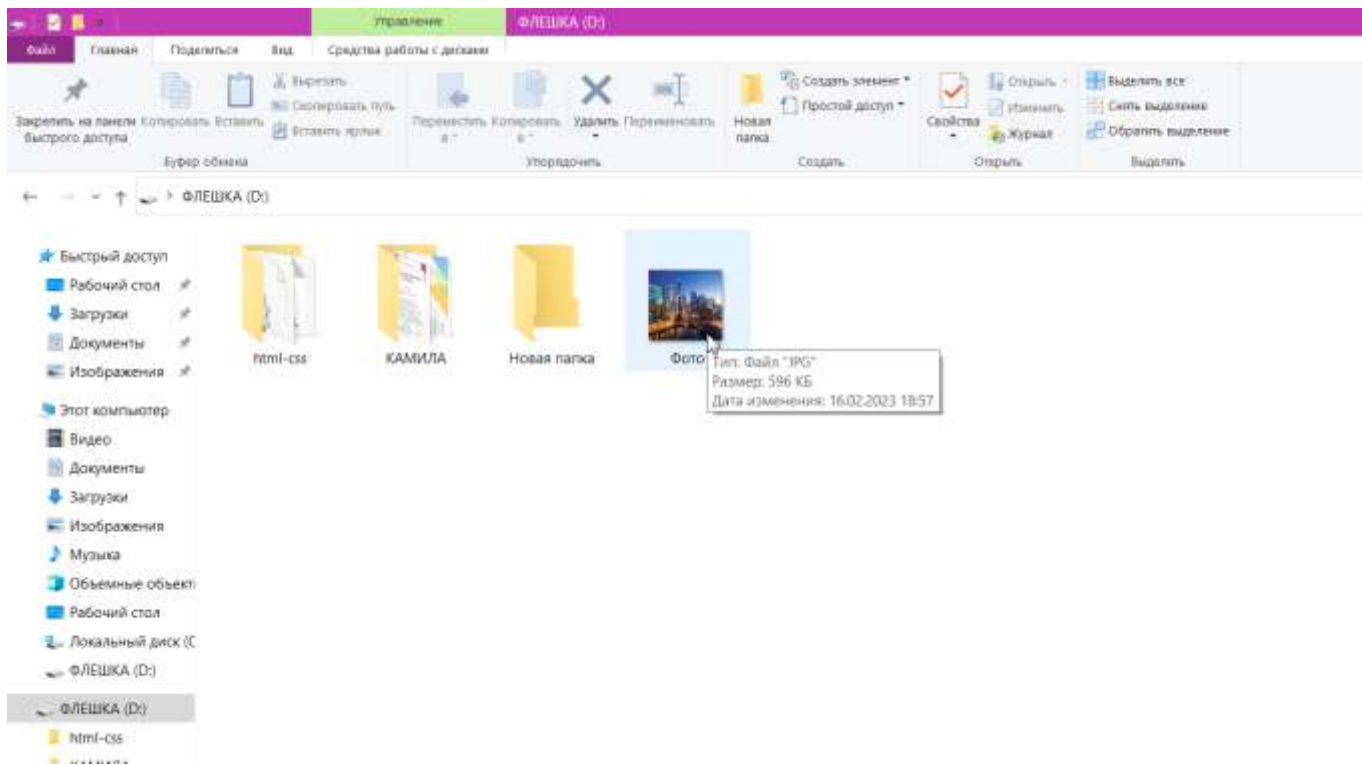 Управление
ФЛЕШКА (D:)
Файл
Главная
Поделиться
Вид
Средства работы с дисками
Закрепить на панели
быстрого доступа
Копировать
Вставить
Вырезать
Скопировать путь
Вставить ярлык
Буфер обмена
Переместить
в
Копировать
в
Удалить
Переименовать
Упорядочить
Новая
папка
Создать элемент
Простой доступ
Создать
Свойства
Открыть
Изменить
Журнал
Открыть
Выделить все
Снять выделение
Обратить выделение
Выделить
ФЛЕШКА (D:)
Быстрый доступ
Рабочий стол
Загрузки
Документы
Изображения
Этот компьютер
Видео
Документы
Загрузки
Изображения
Музыка
Объемные объект
Рабочий стол
Локальный диск (C
ФЛЕШКА (D:)
ФЛЕШКА (D:)
html-css
html-css
КАМИЛА
Новая папка
Фото
Тип: Файл "JPG"
Размер: 596 КБ
Дата изменения: 16.02.2023 18:57